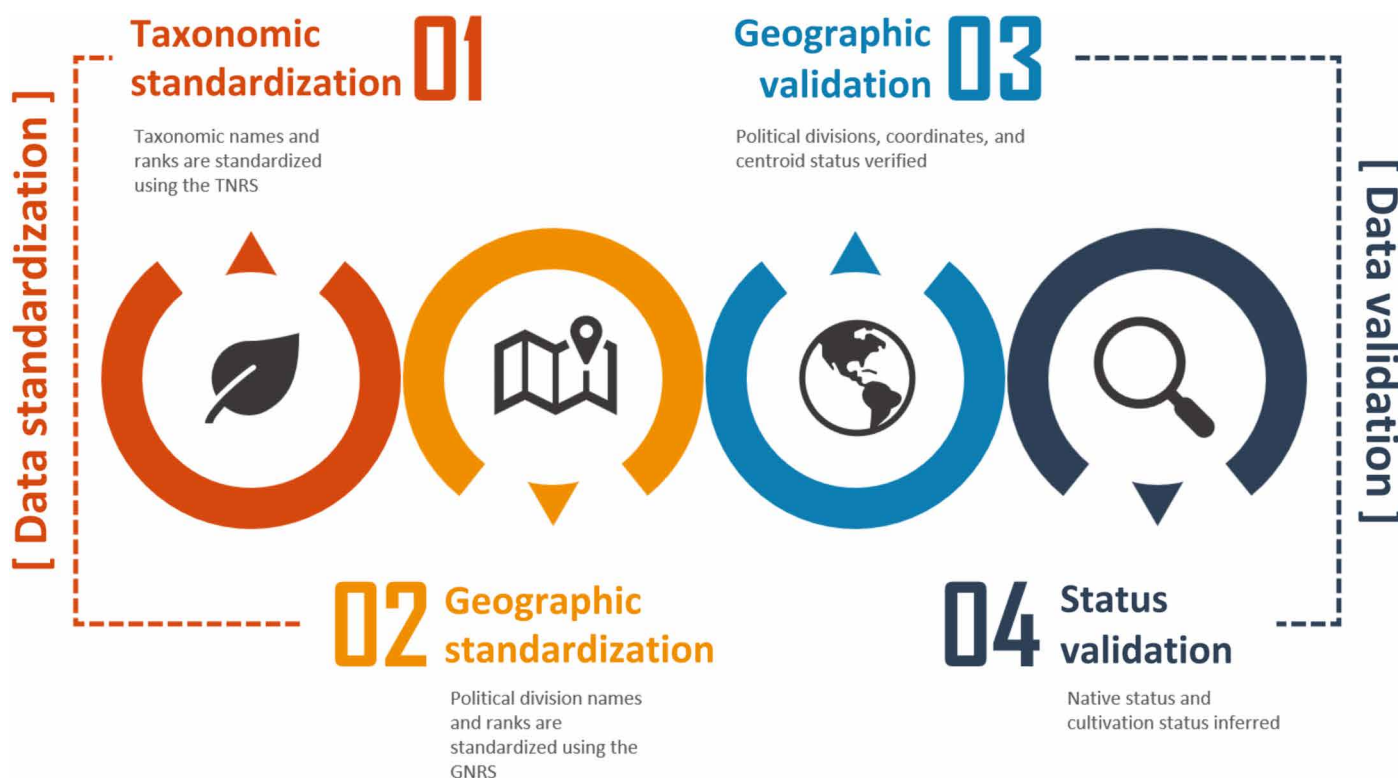 [ Data standardization ]
Taxonomic
standardization
01
Taxonomic names and
ranks are standardized
using the TNRS
02
Geographic
standardization
Political division names
and ranks are
standardized using the
GNRS
Geographic
validation
03
Political divisions, coordinates, and
centroid status verified
04
Status
validation
Native status and
cultivation status inferred
[ Data validation ]